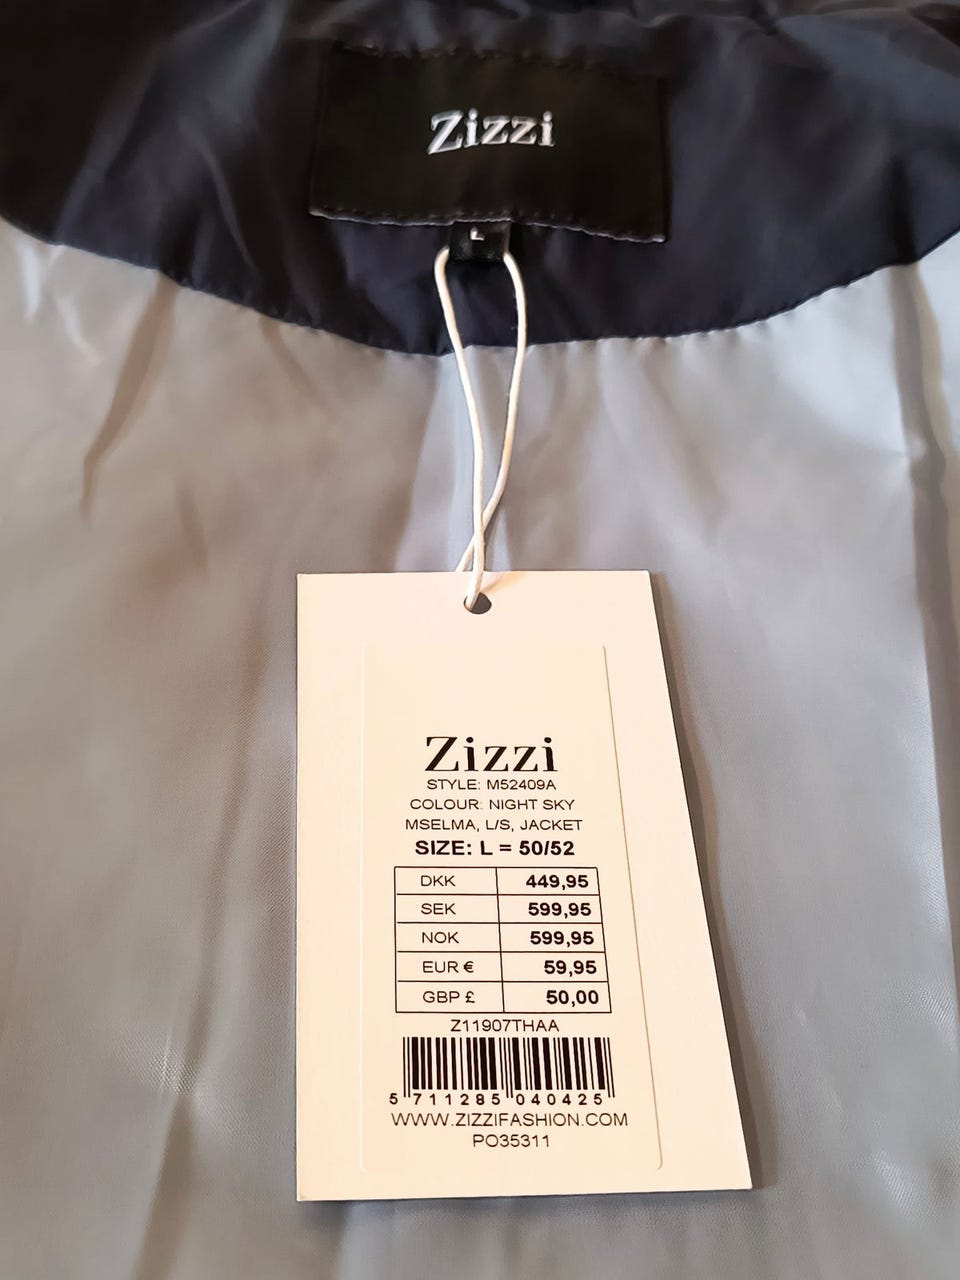 Zizzi
L
Zizzi
STYLE: M52409A
COLOUR: NIGHT SKY
MSELMA, L/S, JACKET
SIZE: L = 50/52
DKK 449,95
SEK 599,95
NOK 599,95
EUR € 59,95
GBP £ 50,00
Z11907THAA
5 711285 040425
WWW.ZIZZIFASHION.COM
PO35311